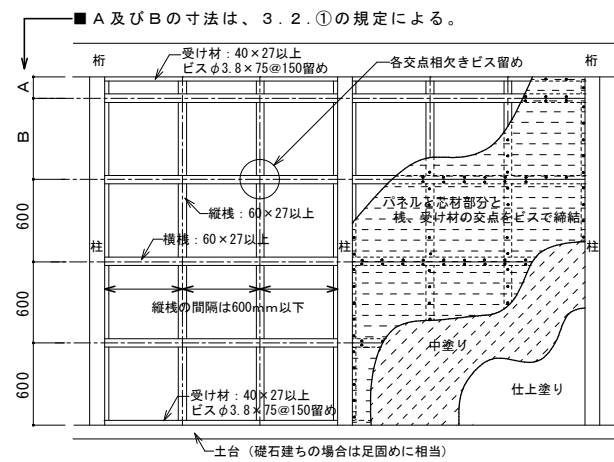 ■A及びBの寸法は、3.2.①の規定による。
桁
受け材：40×27以上
ビスφ3.8×75@150留め
各交点相欠きビス留め
桁
A
B
600
600
600
縦桟：60×27以上
横桟：60×27以上
柱
柱
柱
パネルと芯材部分と
桟、受け材の交点をビスで締結
縦桟の間隔は600mm以下
中塗り
仕上塗り
受け材：40×27以上
ビスφ3.8×75@150留め
土台（礎石建ちの場合は足固めに相当）